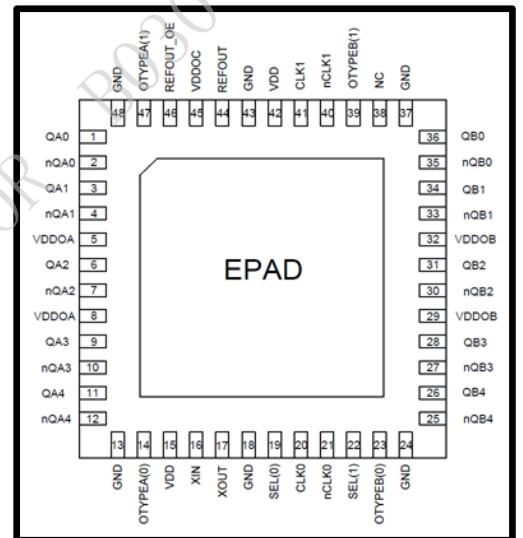 OR B030
GND OTYPEA(1) REFOUT_OE VDDOC REFOUT GND VDD CLK1 nCLK1 OTYPEB(1) NC GND
48 47 46 45 44 43 42 41 40 39 38 37
QA0 1 36 QB0
nQA0 2 35 nQB0
QA1 3 34 QB1
nQA1 4 33 nQB1
VDDOA 5 32 VDDOB
QA2 6 31 QB2
EPAD
nQA2 7 30 nQB2
VDDOA 8 29 VDDOB
QA3 9 28 QB3
nQA3 10 27 nQB3
QA4 11 26 QB4
nQA4 12 25 nQB4
13 14 15 16 17 18 19 20 21 22 23 24
GND OTYPEA(0) VDD XIN XOUT GND SEL(0) CLK0 nCLK0 SEL(1) OTYPEB(0) GND